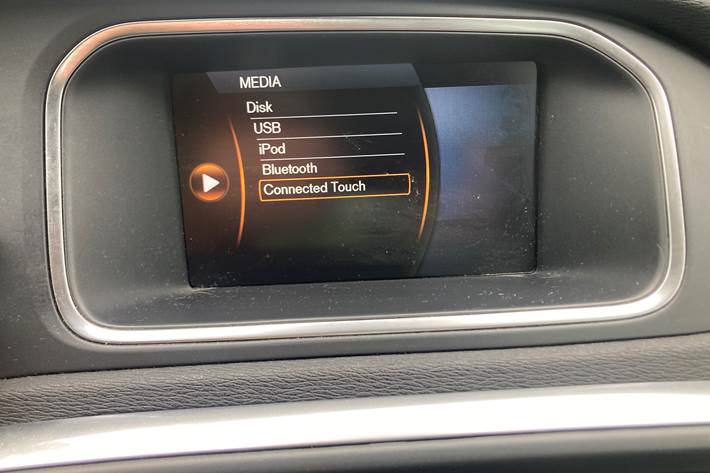 MEDIA
Disk
USB
iPod
Bluetooth
Connected Touch